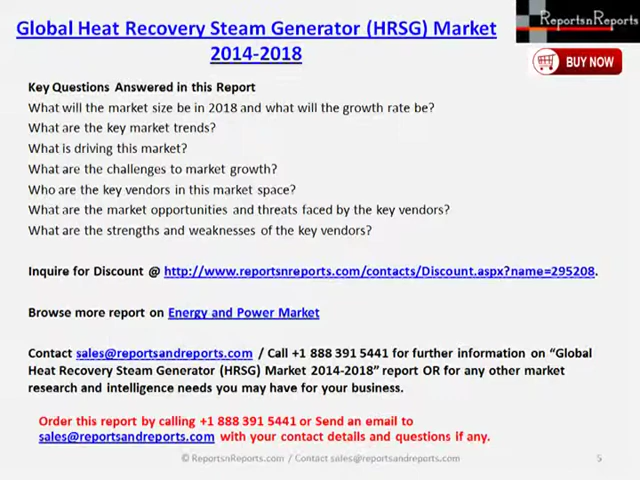 Global Heat Recovery Steam Generator (HRSG) Market
2014-2018
ReportsnReports
BUY NOW
Key Questions Answered in this Report
What will the market size be in 2018 and what will the growth rate be?
What are the key market trends?
What is driving this market?
What are the challenges to market growth?
Who are the key vendors in this market space?
What are the market opportunities and threats faced by the key vendors?
What are the strengths and weaknesses of the key vendors?
Inquire for Discount @ http://www.reportsnreports.com/contacts/Discount.aspx?name=295208.
Browse more report on Energy and Power Market
Contact sales@reportsandreports.com / Call +1 888 391 5441 for further information on “Global
Heat Recovery Steam Generator (HRSG) Market 2014-2018” report OR for any other market
research and intelligence needs you may have for your business.
Order this report by calling +1 888 391 5441 or Send an email to
sales@reportsandreports.com with your contact details and questions if any.
© ReportsnReports.com / Contact sales@reportsandreports.com
5